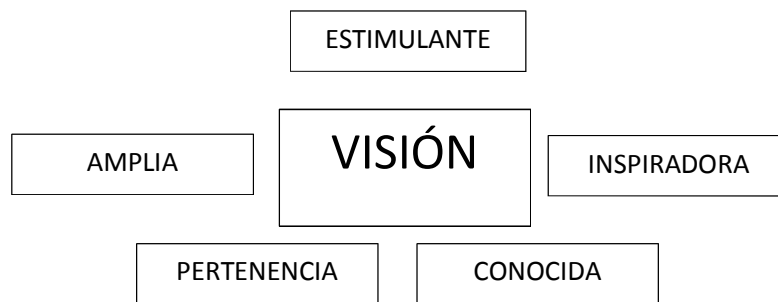 ESTIMULANTE
AMPLIA
VISIÓN
INSPIRADORA
PERTENENCIA
CONOCIDA